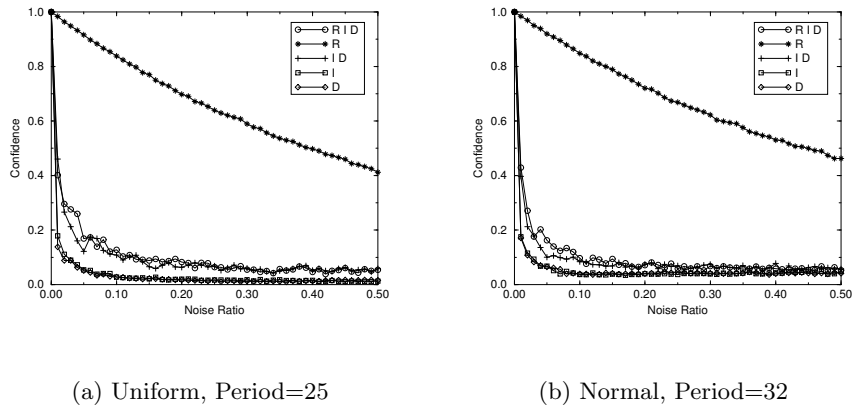 1.0
0.8
0.6
0.4
0.2
0.0
Confidence
0.00 0.10 0.20 0.30 0.40 0.50
Noise Ratio
R I D
R
I D
I
D
(a) Uniform, Period=25
1.0
0.8
0.6
0.4
0.2
0.0
Confidence
0.00 0.10 0.20 0.30 0.40 0.50
Noise Ratio
R I D
R
I D
I
D
(b) Normal, Period=32